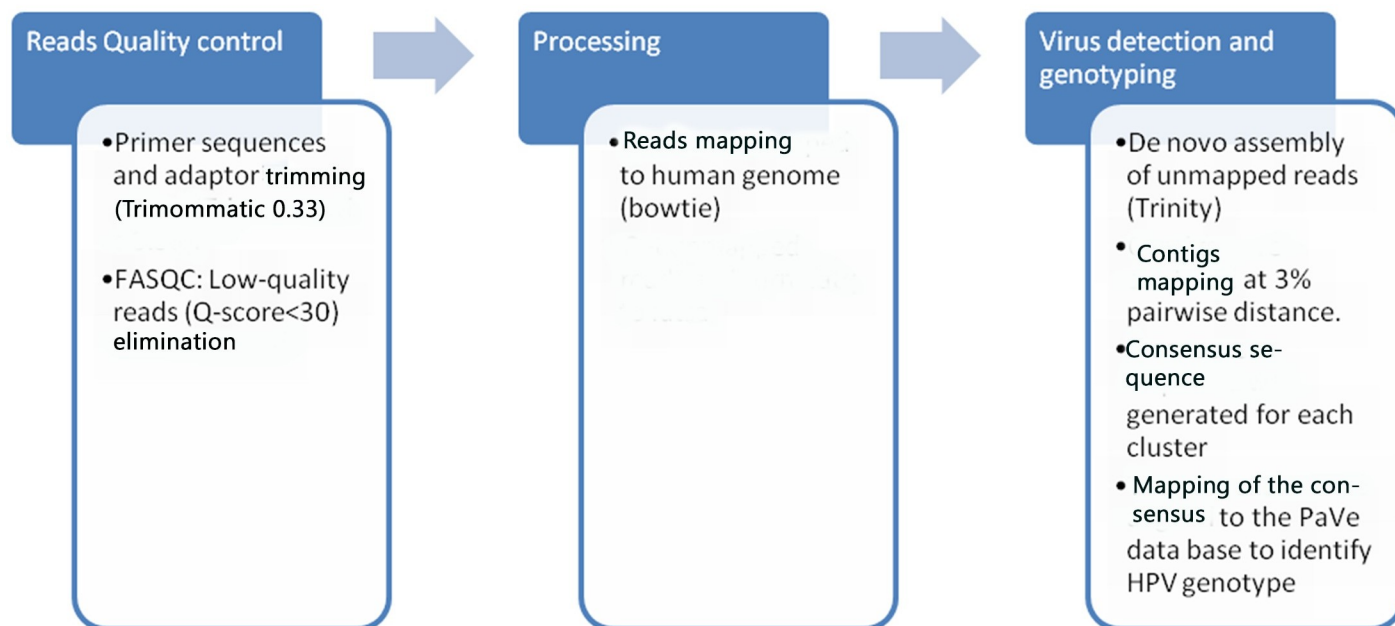 Reads Quality control
•Primer sequences
and adaptor trimming
(Trimommatic 0.33)
•FASQC: Low-quality
reads (Q-score<30)
elimination
Processing
• Reads mapping
to human genome
(bowtie)
Virus detection and
genotyping
•De novo assembly
of unmapped reads
(Trinity)
• Contigs
mapping at 3%
pairwise distance.
•Consensus se-
quence
generated for each
cluster
• Mapping of the con-
sensus to the PaVe
data base to identify
HPV genotype